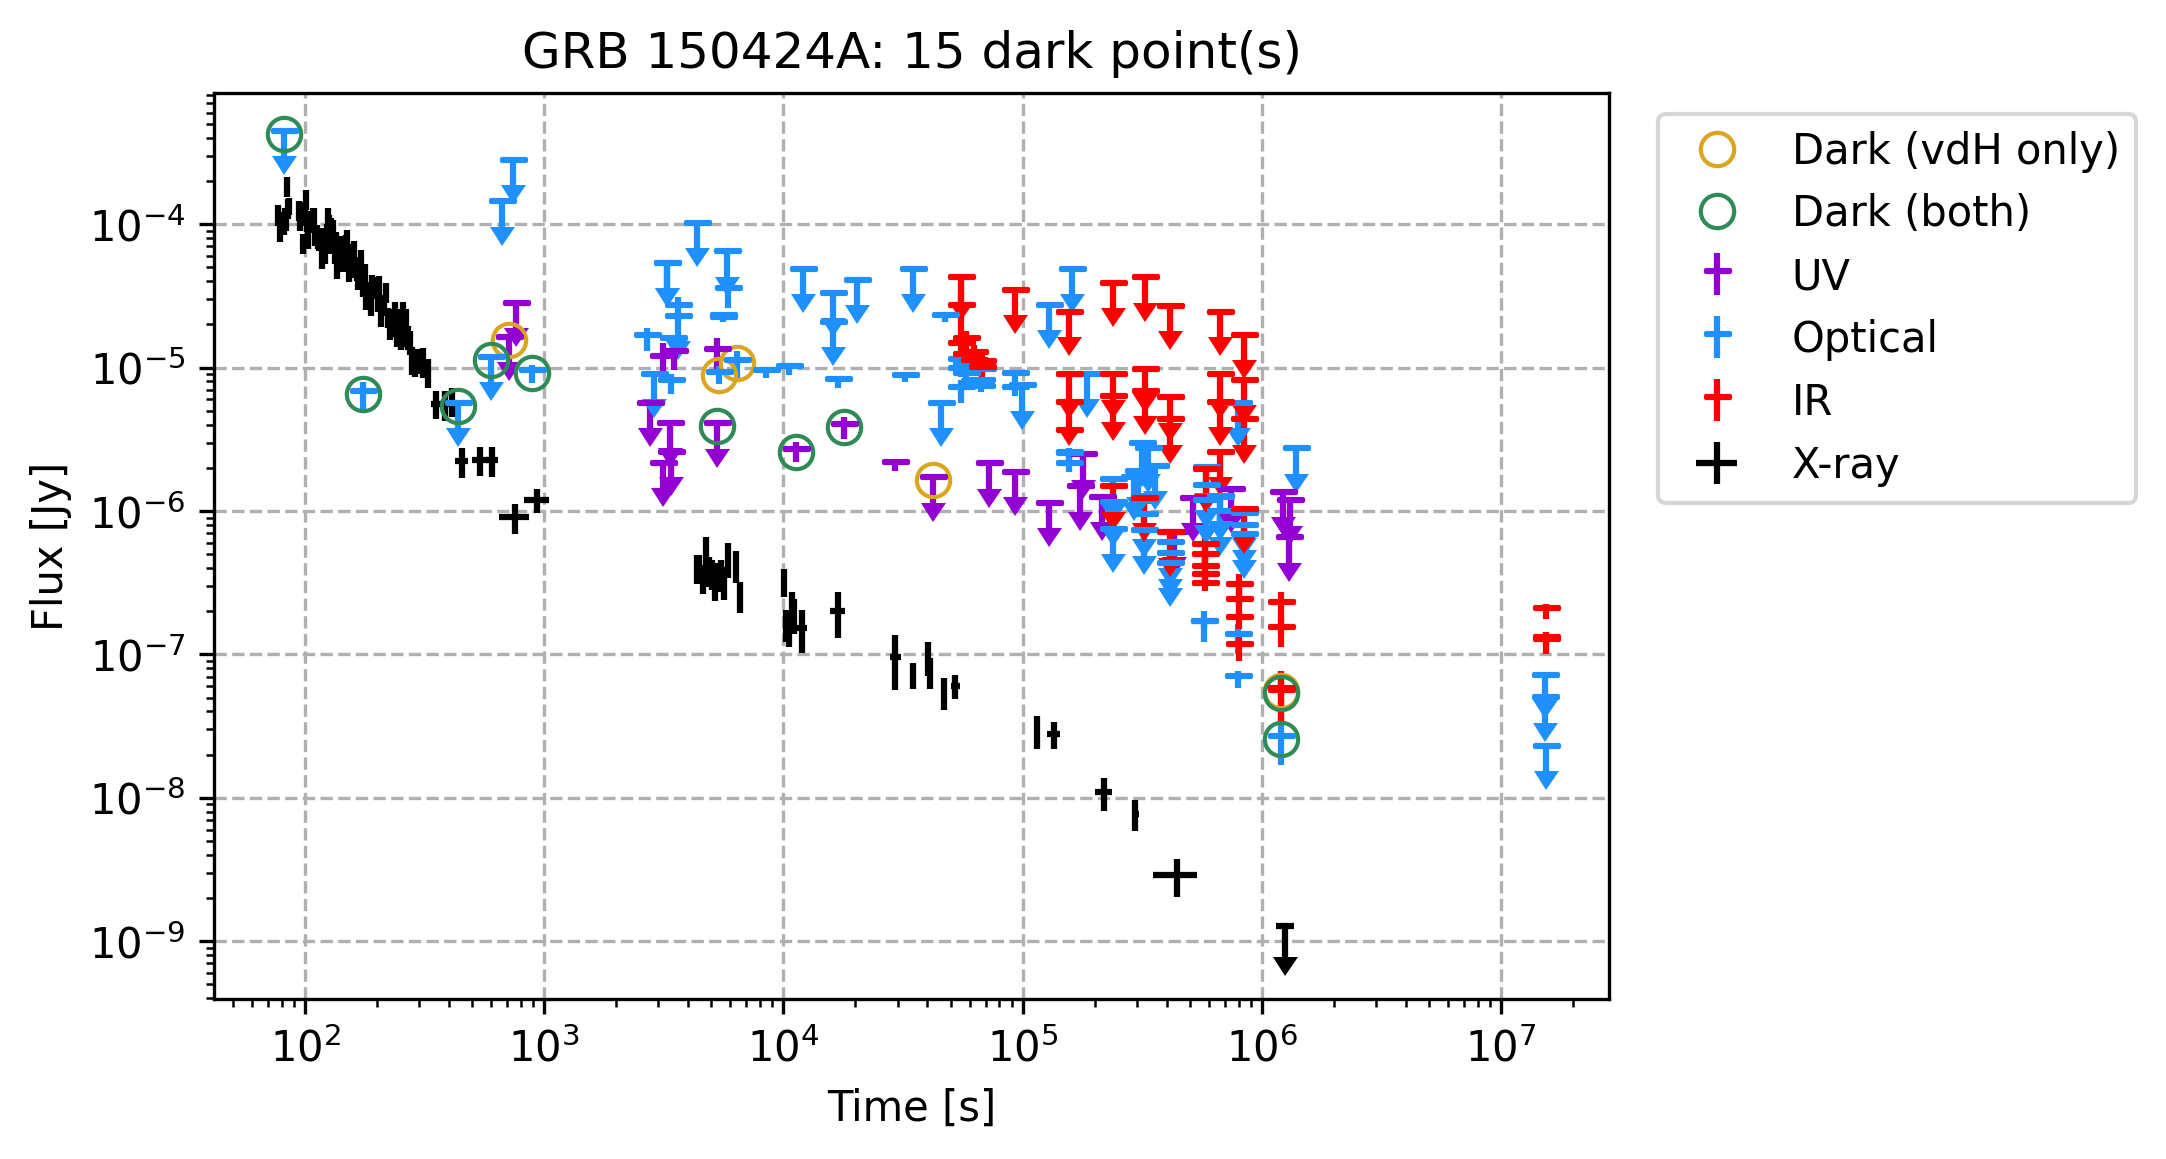 GRB 150424A: 15 dark point(s)
Dark (vdH only)
Dark (both)
UV
Optical
IR
X-ray
Flux [Jy]
10⁻⁴
10⁻⁵
10⁻⁶
10⁻⁷
10⁻⁸
10⁻⁹
10² 10³ 10⁴ 10⁵ 10⁶ 10⁷
Time [s]